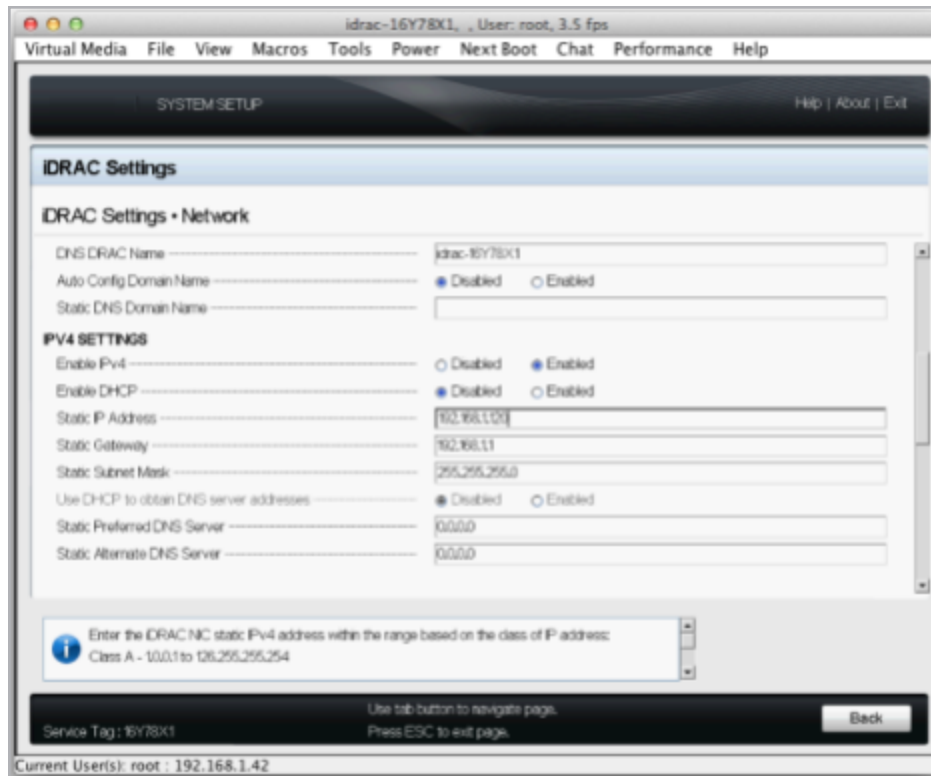 idrac-16Y78X1, , User: root, 3.5 fps
Virtual Media File View Macros Tools Power Next Boot Chat Performance Help
SYSTEM SETUP
Help | About | Exit
iDRAC Settings
iDRAC Settings • Network
DNS DRAC Name idrac-16Y78X1
Auto Config Domain Name Disabled Enabled
Static DNS Domain Name
IPV4 SETTINGS
Enable IPv4 Disabled Enabled
Enable DHCP Disabled Enabled
Static IP Address 192.168.1.120
Static Gateway 192.168.1.1
Static Subnet Mask 255.255.255.0
Use DHCP to obtain DNS server addresses Disabled Enabled
Static Preferred DNS Server 0.0.0.0
Static Alternate DNS Server 0.0.0.0
Enter the iDRAC NIC static IPv4 address within the range based on the class of IP address:
Class A - 1.0.0.1 to 126.255.255.254
Use tab button to navigate page.
Service Tag : 16Y78X1
Press ESC to exit page.
Back
Current User(s): root : 192.168.1.42